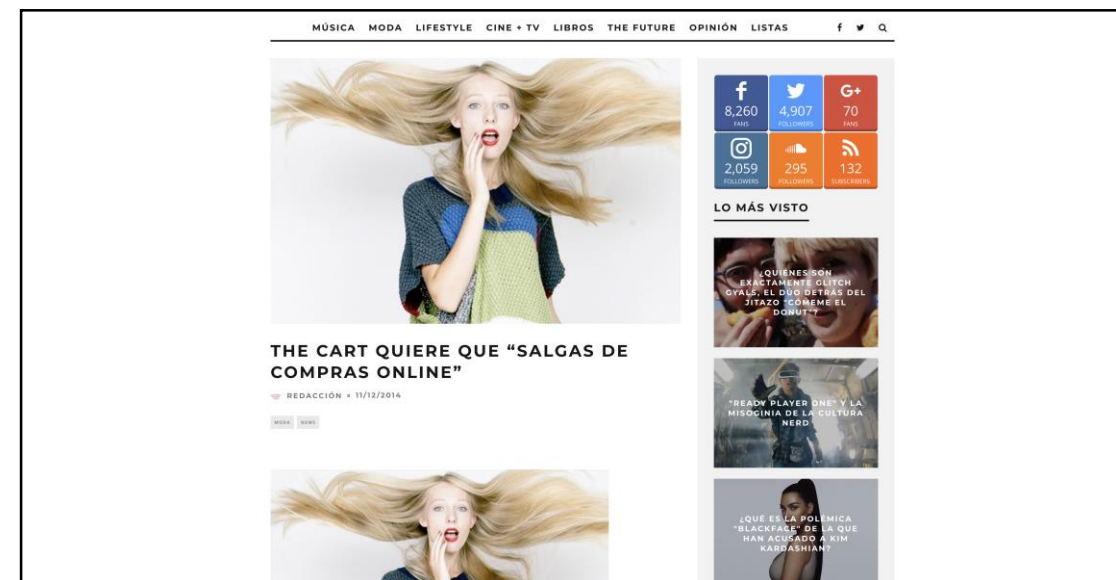 MÚSICA MODA LIFESTYLE CINE + TV LIBROS THE FUTURE OPINIÓN LISTAS
THE CART QUIERE QUE “SALGAS DE
COMPRAS ONLINE”
REDACCIÓN × 11/12/2014
MODA NEWS
8,260 4,907 70
FANS FOLLOWERS FANS
2,059 295 132
FOLLOWERS FOLLOWERS SUBSCRIBERS
LO MÁS VISTO
¿QUIÉNES SON
EXACTAMENTE GLITCH
GYALS, EL DÚO DETRÁS DEL
JITAZO “CÓMEME EL
DONUT”?
“READY PLAYER ONE” Y LA
MISOGINIA DE LA CULTURA
NERD
¿QUÉ ES LA POLÉMICA
“BLACKFACE” DE LA QUE
HAN ACUSADO A KIM
KARDASHIAN?